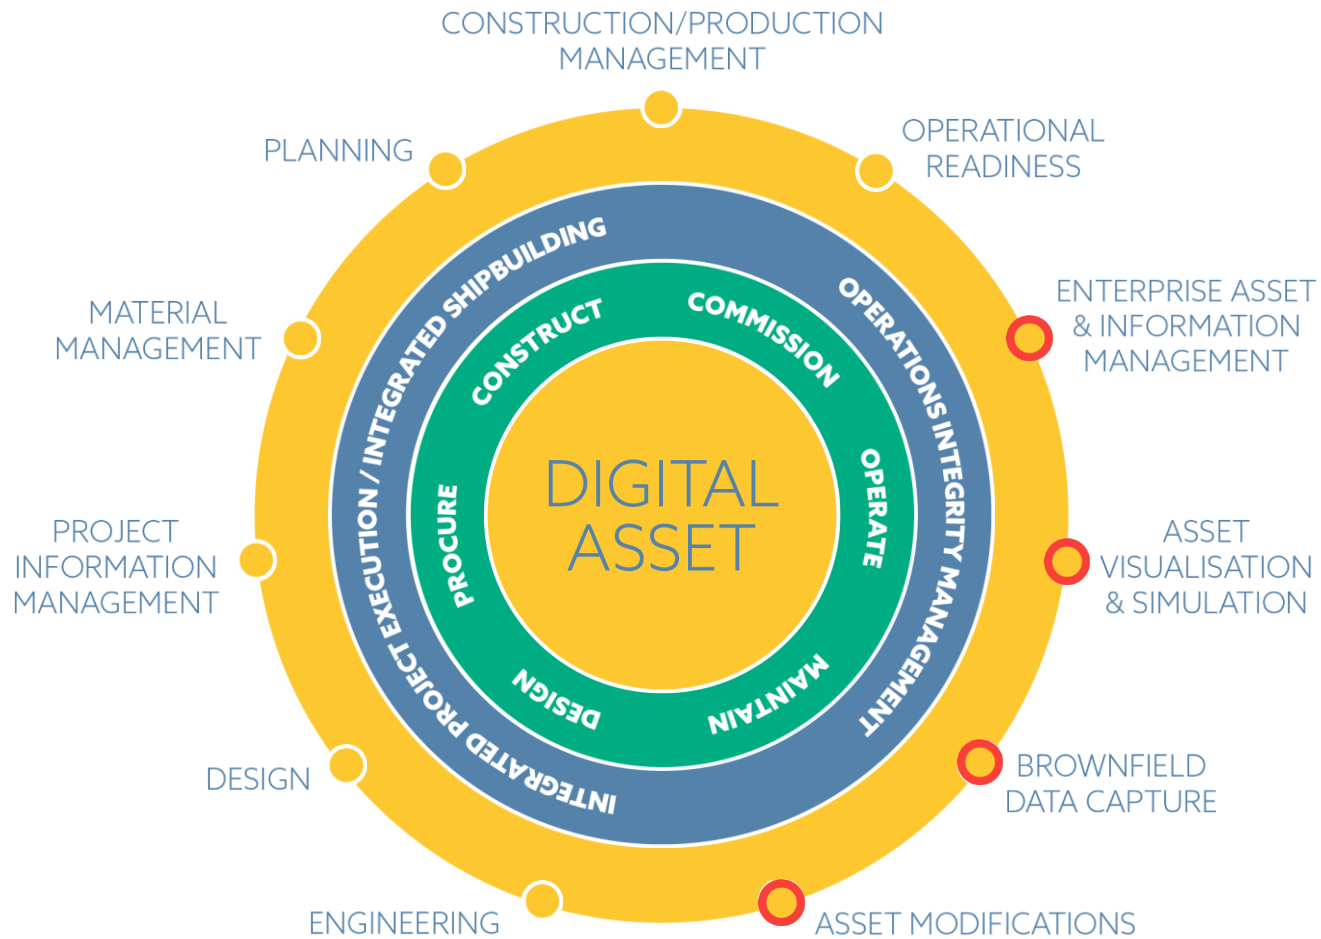 CONSTRUCTION/PRODUCTION
MANAGEMENT
PLANNING
OPERATIONAL
READINESS
MATERIAL
MANAGEMENT
ENTERPRISE ASSET
& INFORMATION
MANAGEMENT
PROJECT
INFORMATION
MANAGEMENT
ASSET
VISUALISATION
& SIMULATION
DESIGN
BROWNFIELD
DATA CAPTURE
ENGINEERING
ASSET MODIFICATIONS
INTEGRATED PROJECT EXECUTION / INTEGRATED SHIPBUILDING
OPERATIONS INTEGRITY MANAGEMENT
CONSTRUCT
COMMISSION
PROCURE
OPERATE
DESIGN
MAINTAIN
DIGITAL
ASSET